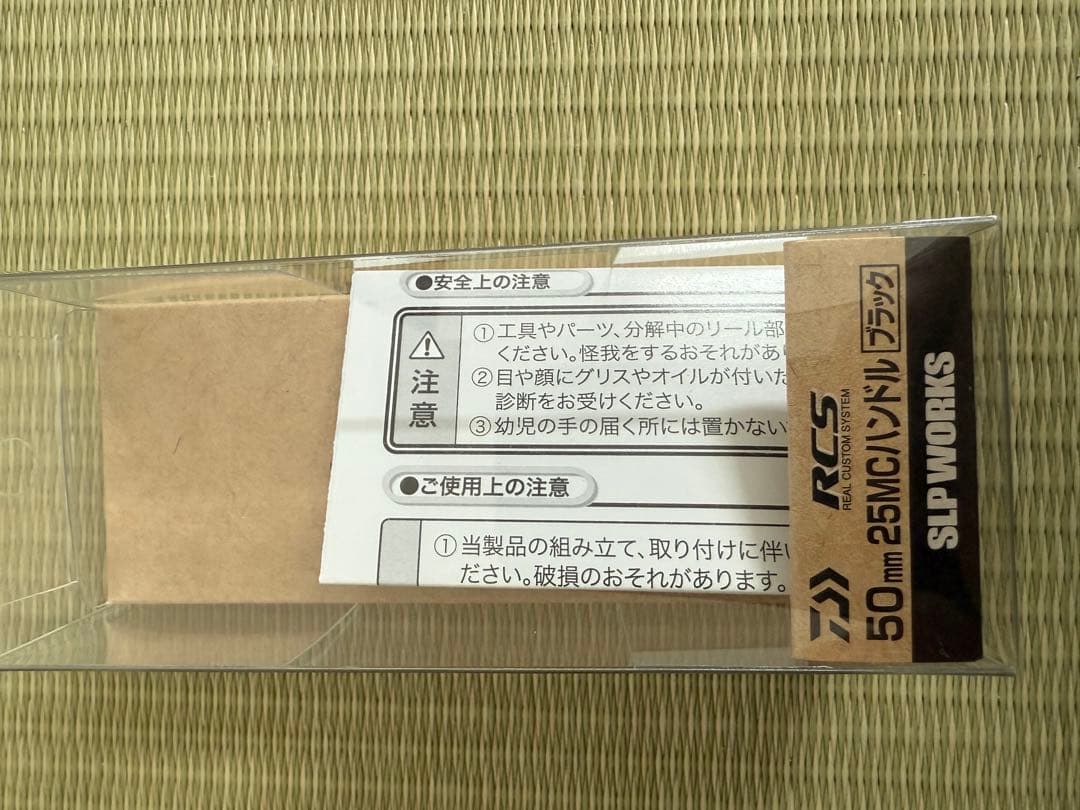 ●安全上の注意
注意
①工具やパーツ、分解中のリール部
ください。怪我をするおそれがあり
②目や顔にグリスやオイルが付いた
診断をお受けください。
③幼児の手の届く所には置かない
●ご使用上の注意
①当製品の組み立て、取り付けに伴い
ださい。破損のおそれがあります。
RCS
REAL CUSTOM SYSTEM
50mm 25MCハンドル ブラック
SLP WORKS